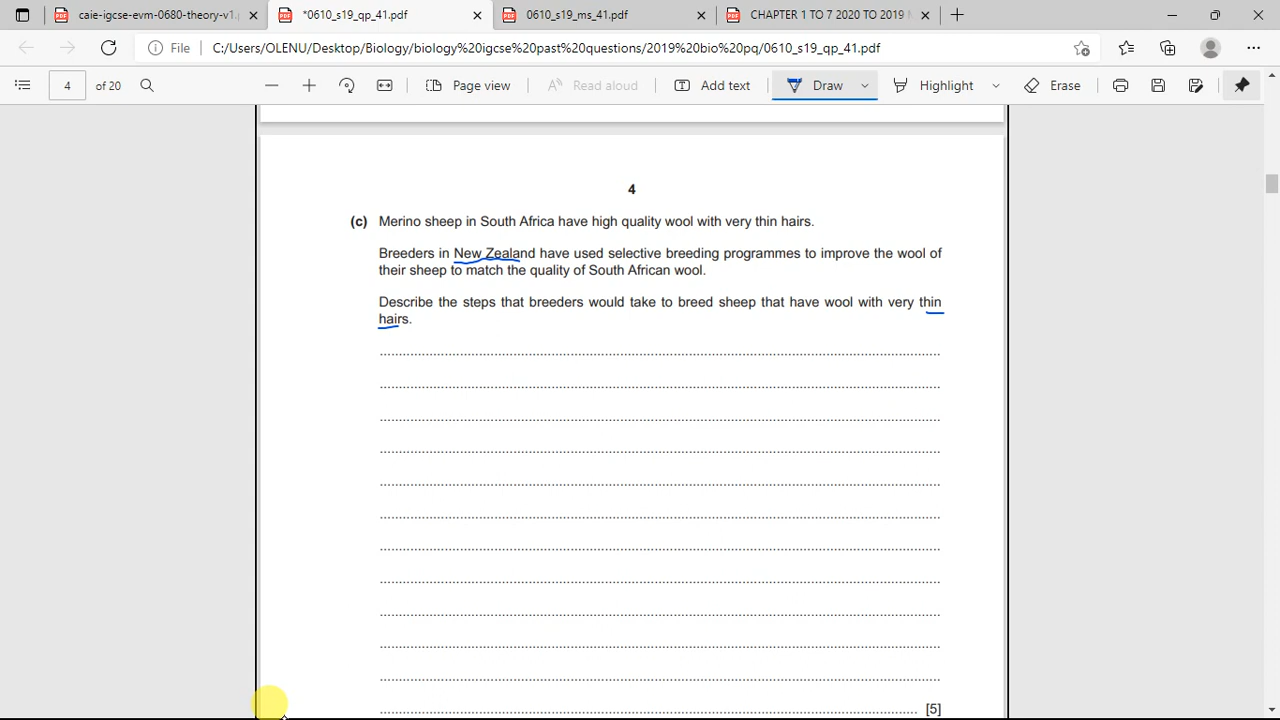 caie-igcse-evm-0680-theory-v1.
*0610_s19_qp_41.pdf
0610_s19_ms_41.pdf
CHAPTER 1 TO 7 2020 TO 2019
File
C:/Users/OLENU/Desktop/Biology/biology%20igcse%20past%20questions/2019%20bio%20pq/0610_s19_qp_41.pdf
4 of 20
Page view
Read aloud
Add text
Draw
Highlight
Erase
4
(c) Merino sheep in South Africa have high quality wool with very thin hairs.
Breeders in New Zealand have used selective breeding programmes to improve the wool of
their sheep to match the quality of South African wool.
Describe the steps that breeders would take to breed sheep that have wool with very thin
hairs.
[5]